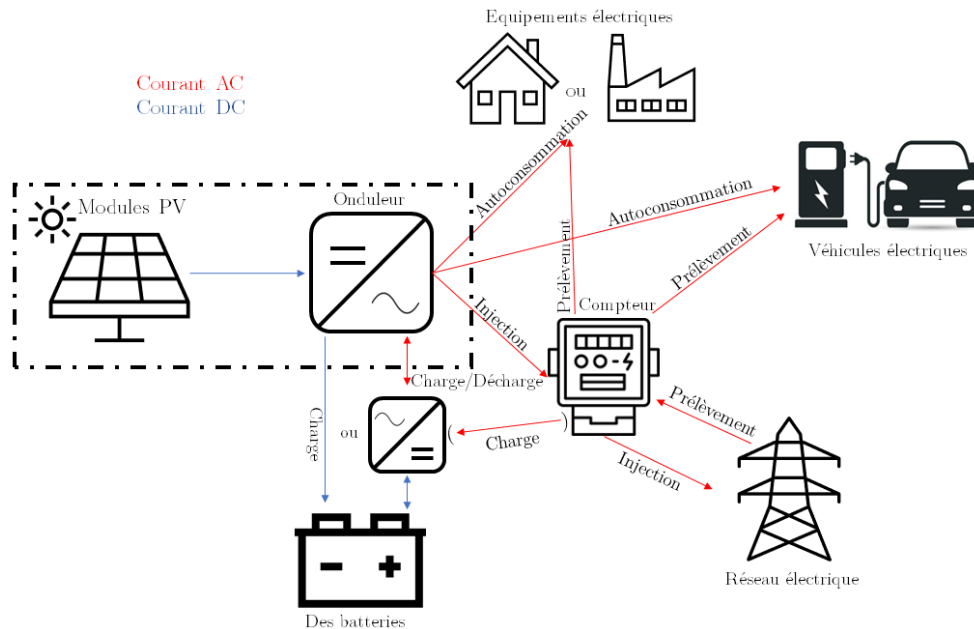 Equipements électriques
ou
Courant AC
Courant DC
Modules PV
Onduleur
Autoconsommation
Autoconsommation
Prélèvement
Prélèvement
Véhicules électriques
Injection
Compteur
Charge/Décharge
Charge
ou
( Charge )
Prélèvement
Injection
Réseau électrique
Des batteries